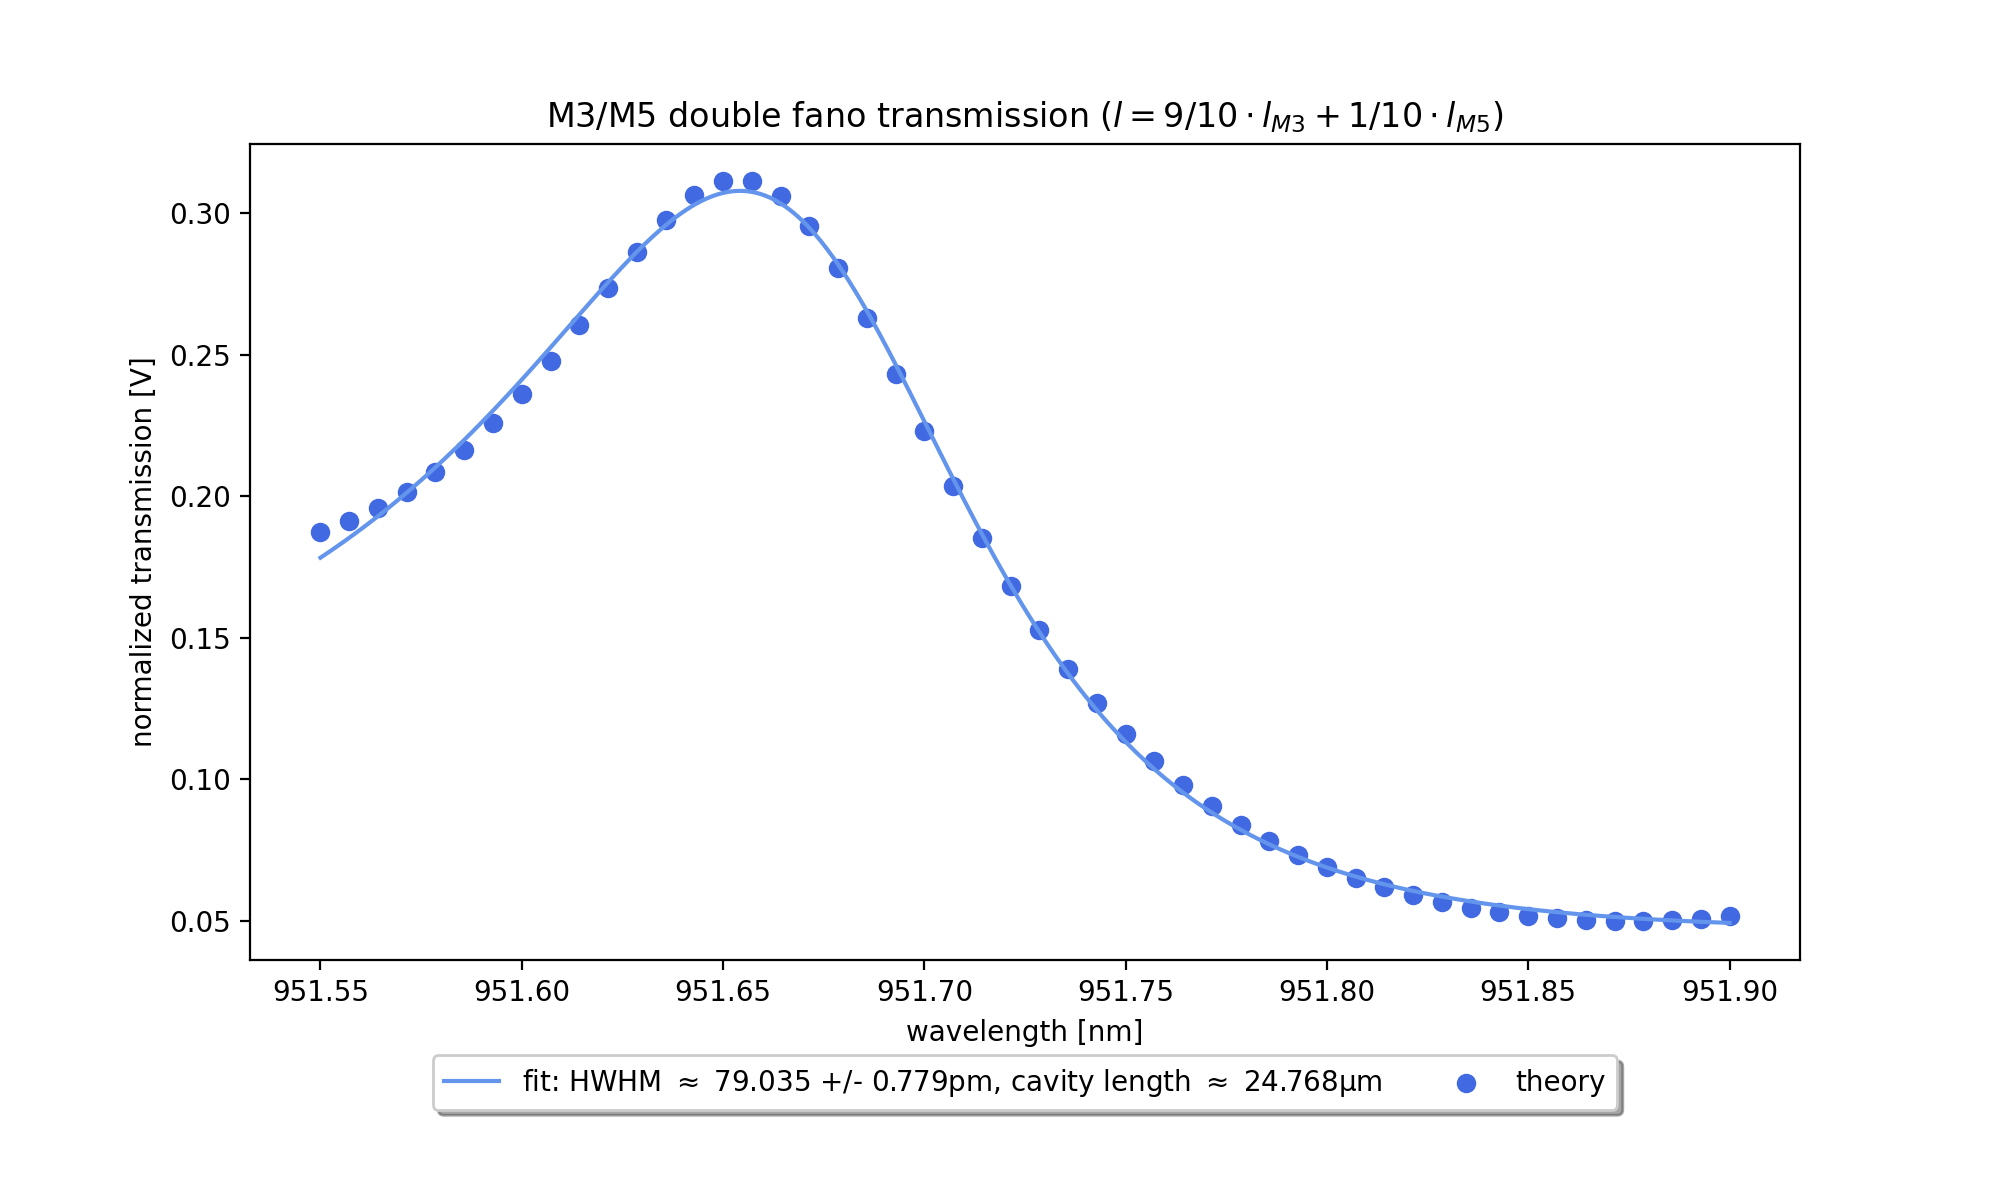 M3/M5 double fano transmission (l = 9/10 · l_M3 + 1/10 · l_M5)
normalized transmission [V]
0.30
0.25
0.20
0.15
0.10
0.05
951.55 951.60 951.65 951.70 951.75 951.80 951.85 951.90
wavelength [nm]
fit: HWHM ≈ 79.035 +/- 0.779pm, cavity length ≈ 24.768μm theory